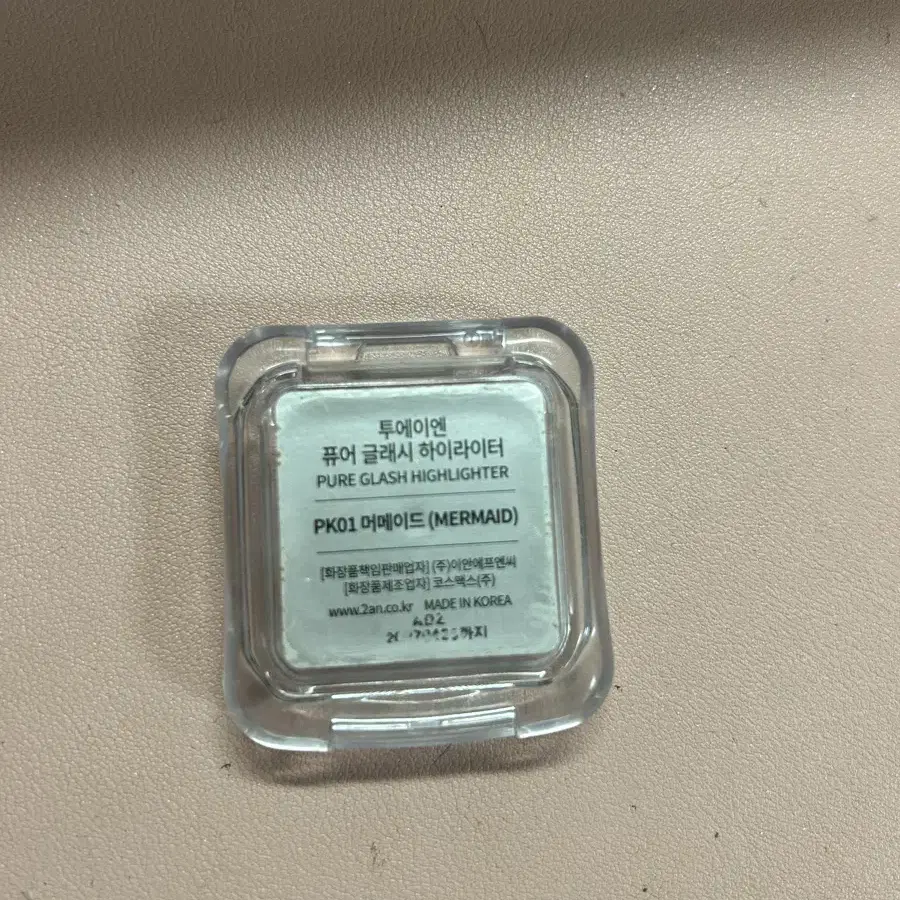 투에이엔
퓨어 글래시 하이라이터
PURE GLASH HIGHLIGHTER
PK01 머메이드 (MERMAID)
[화장품책임판매업자] (주)이안에프엔씨
[화장품제조업자] 코스맥스(주)
www.2an.co.kr MADE IN KOREA